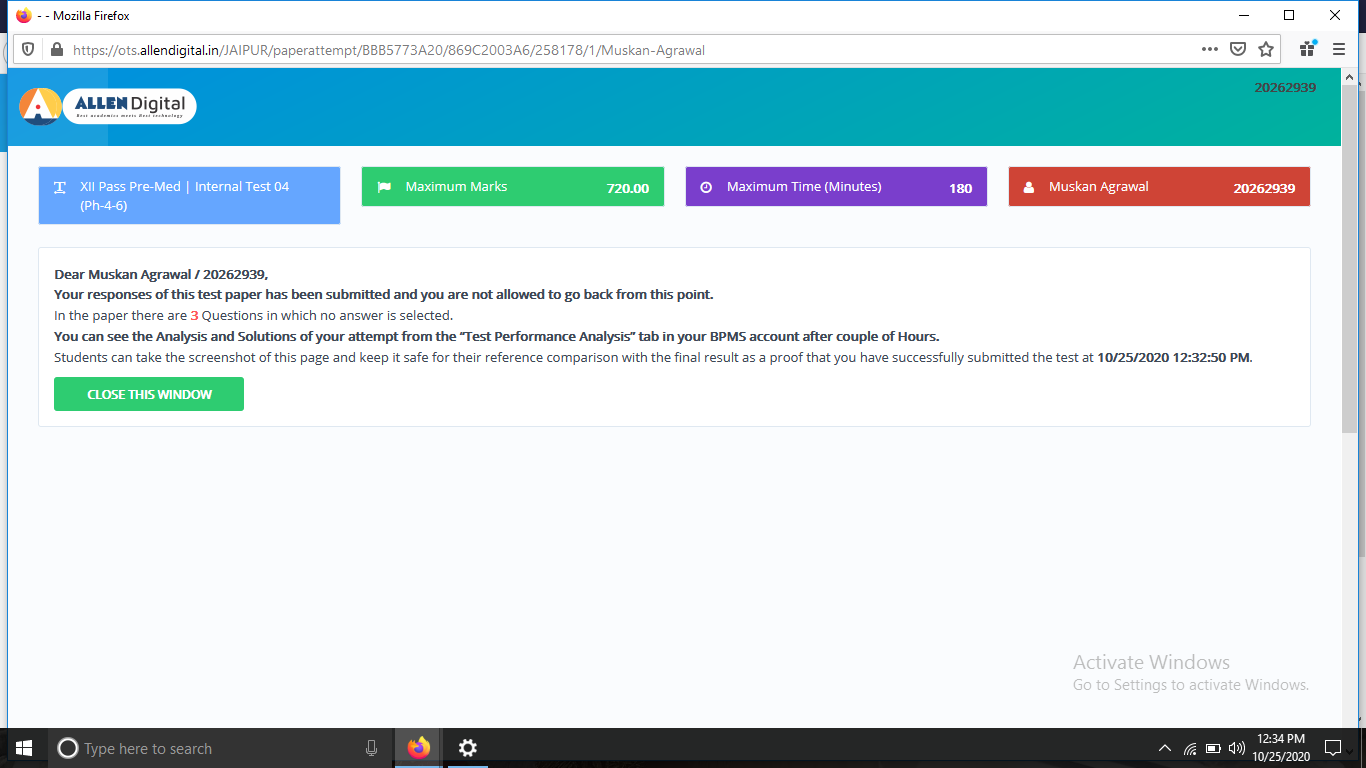 - - Mozilla Firefox
https://ots.allendigital.in/JAIPUR/paperattempt/BBB5773A20/869C2003A6/258178/1/Muskan-Agrawal
ALLEN Digital
Best academics meets Best technology
20262939
XII Pass Pre-Med | Internal Test 04
(Ph-4-6)
Maximum Marks 720.00
Maximum Time (Minutes) 180
Muskan Agrawal 20262939
Dear Muskan Agrawal / 20262939,
Your responses of this test paper has been submitted and you are not allowed to go back from this point.
In the paper there are 3 Questions in which no answer is selected.
You can see the Analysis and Solutions of your attempt from the “Test Performance Analysis” tab in your BPMS account after couple of Hours.
Students can take the screenshot of this page and keep it safe for their reference comparison with the final result as a proof that you have successfully submitted the test at 10/25/2020 12:32:50 PM.
CLOSE THIS WINDOW
Activate Windows
Go to Settings to activate Windows.
Type here to search
12:34 PM
10/25/2020